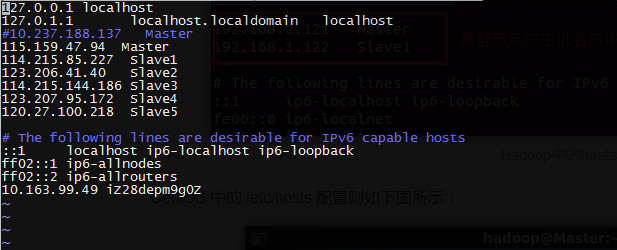 127.0.0.1 localhost
127.0.1.1 localhost.localdomain localhost
#10.237.188.137 Master
115.159.47.94 Master
114.215.85.227 Slave1
123.206.41.40 Slave2
114.215.144.186 Slave3
123.207.95.172 Slave4
120.27.100.218 Slave5
# The following lines are desirable for IPv6 capable hosts
::1 localhost ip6-localhost ip6-loopback
ff02::1 ip6-allnodes
ff02::2 ip6-allrouters
10.163.99.49 iZ28depm9g0Z
~
~
~
~
192.168.1.121 Master
192.168.1.122 Slave1
# The following lines are desirable for IPv6
::1 ip6-localhost ip6-loopback
fe00::0 ip6-localnet
Hadoop中的hosts
CentOS 中的 /etc/hosts 配置则如下图所示：
hadoop@Master:~